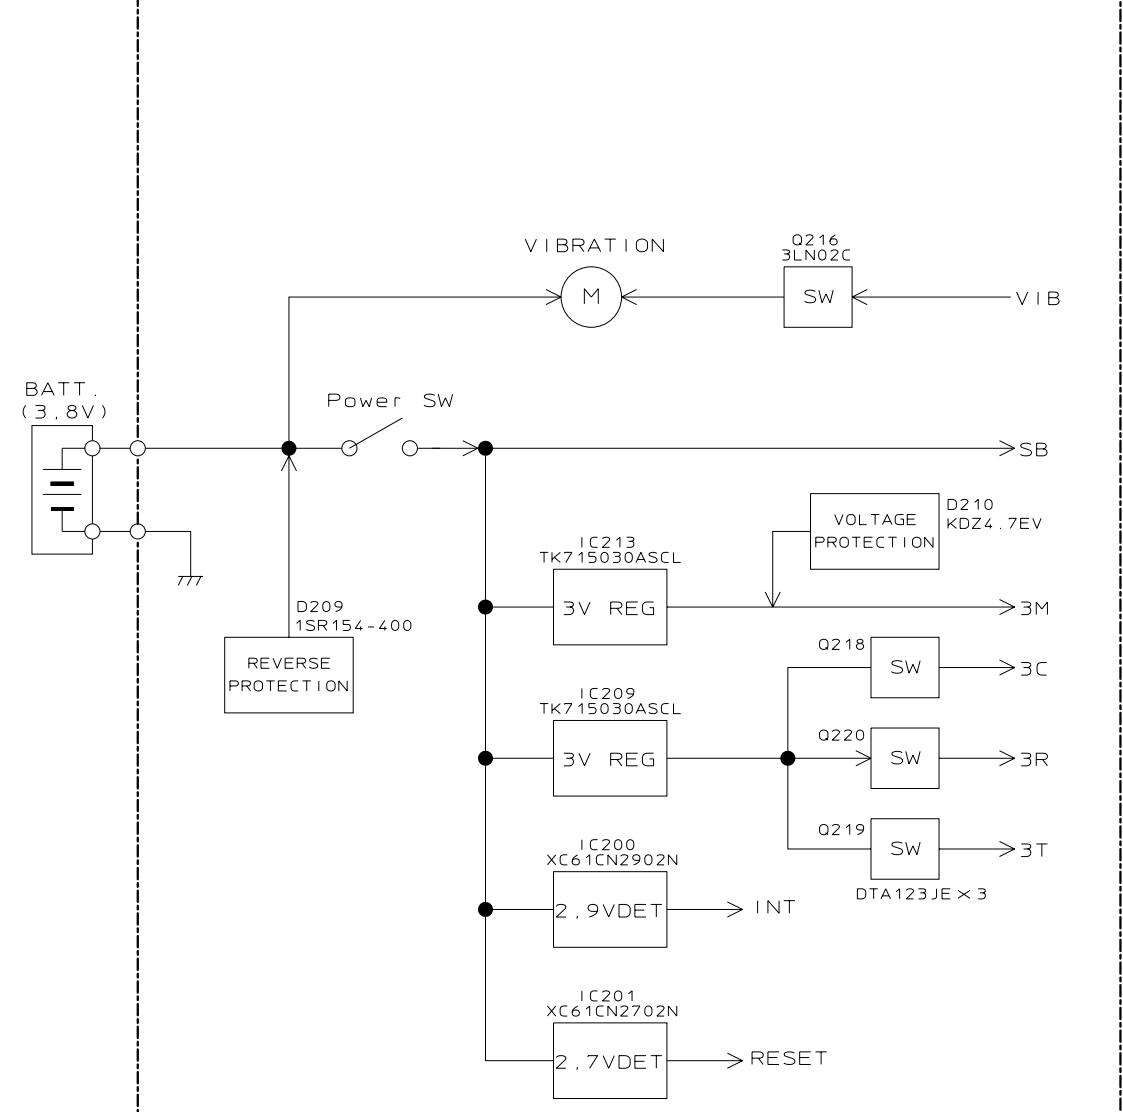 VIBRATION
M
Q216
3LN02C
SW
VIB
BATT.
(3,8V)
Power SW
SB
D210
KDZ4.7EV
VOLTAGE
PROTECTION
IC213
TK715030ASCL
3V REG
3M
D209
1SR154-400
REVERSE
PROTECTION
Q218
SW
3C
IC209
TK715030ASCL
3V REG
Q220
SW
3R
Q219
SW
3T
DTA123JE×3
IC200
XC61CN2902N
2,9VDET
INT
IC201
XC61CN2702N
2,7VDET
RESET